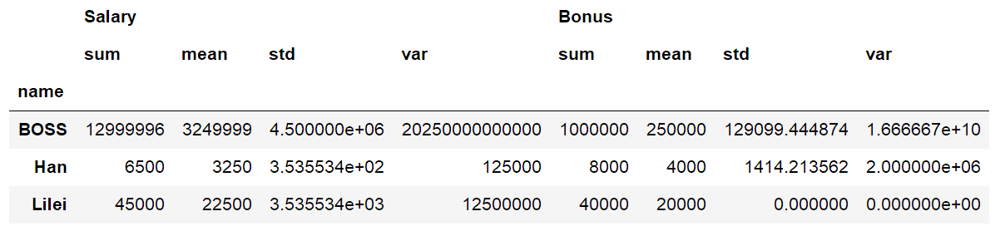 Salary Bonus
sum mean std var sum mean std var
name
BOSS 12999996 3249999 4.500000e+06 20250000000000 1000000 250000 129099.444874 1.666667e+10
Han 6500 3250 3.535534e+02 125000 8000 4000 1414.213562 2.000000e+06
Lilei 45000 22500 3.535534e+03 12500000 40000 20000 0.000000 0.000000e+00